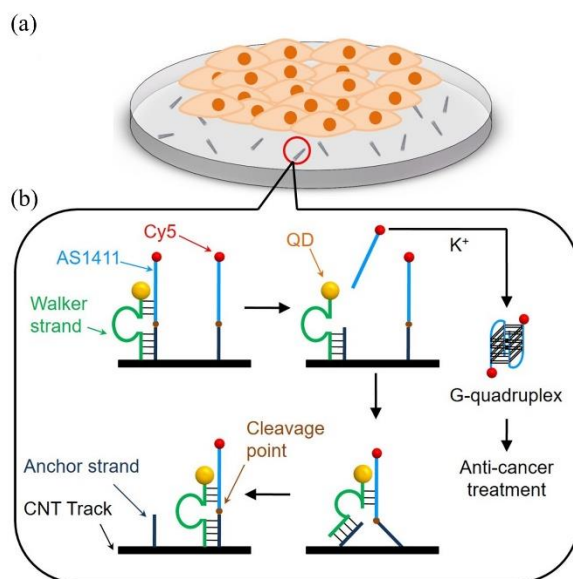 (a)
(b)
Cy5
AS1411
QD
K⁺
Walker
strand
G-quadruplex
Cleavage
point
Anchor strand
CNT Track
Anti-cancer
treatment